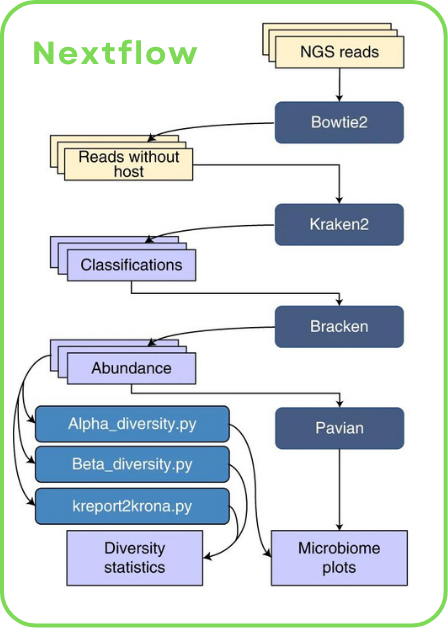 Nextflow
NGS reads
Bowtie2
Reads without
host
Kraken2
Classifications
Bracken
Abundance
Alpha_diversity.py
Pavian
Beta_diversity.py
kreport2krona.py
Diversity
statistics
Microbiome
plots